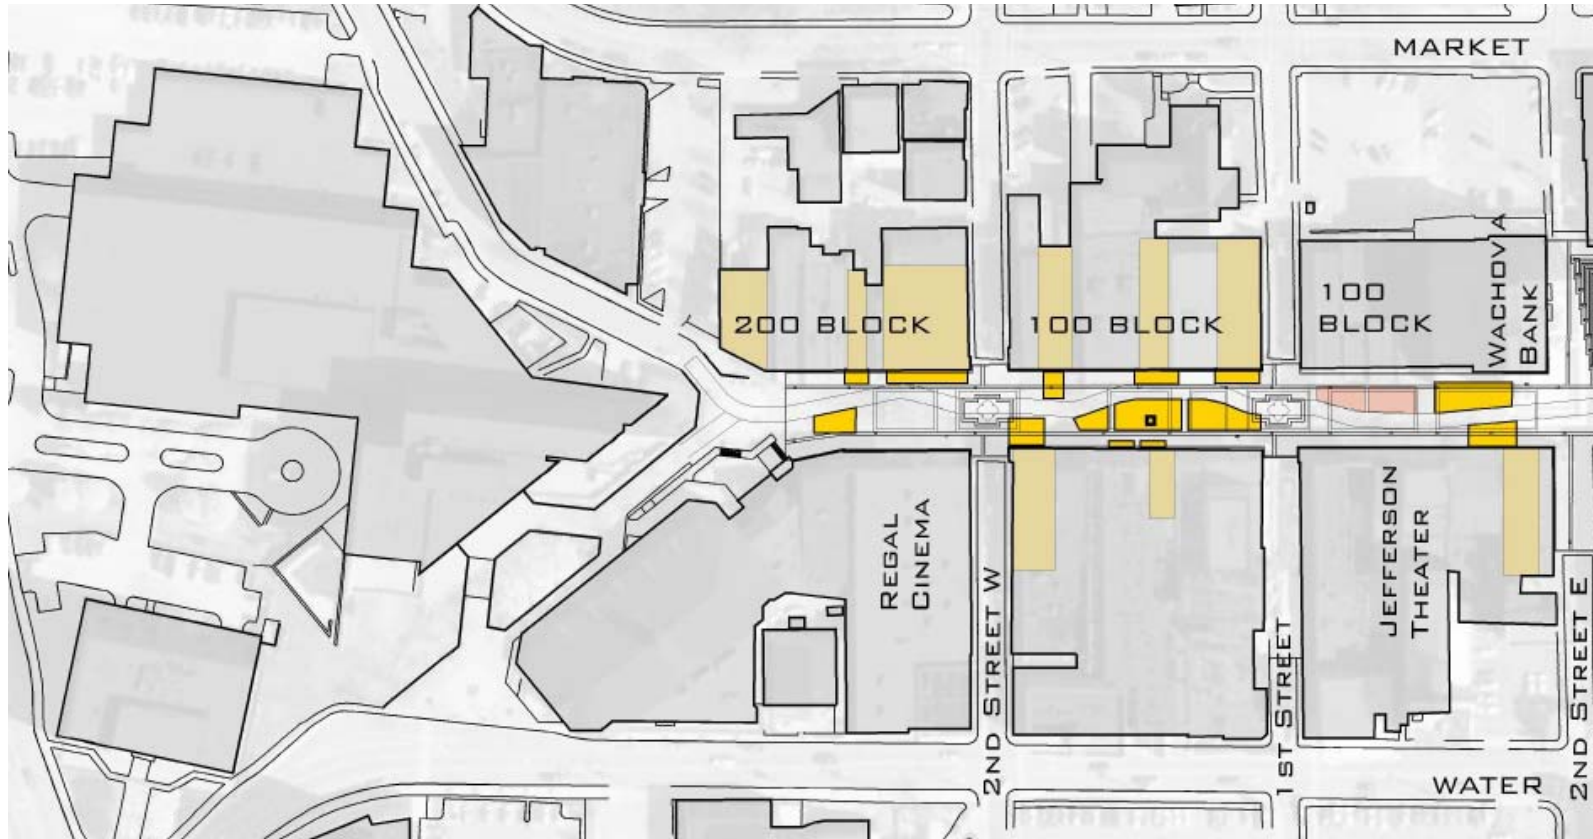 MARKET
200 BLOCK
100 BLOCK
100
BLOCK
WACHOVA
BANK
REGAL
CINEMA
2ND STREET W
1ST STREET
JEFFERSON
THEATER
2ND STREET E
WATER